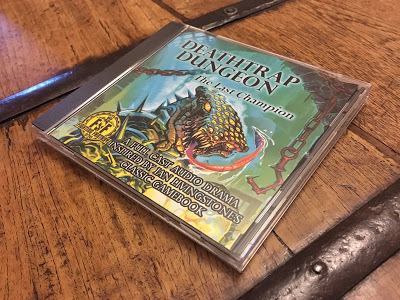 DEATHTRAP
DUNGEON
The Last Champion
A FULL CAST AUDIO DRAMA
INSPIRED BY IAN LIVINGSTONE'S
CLASSIC GAMEBOOK